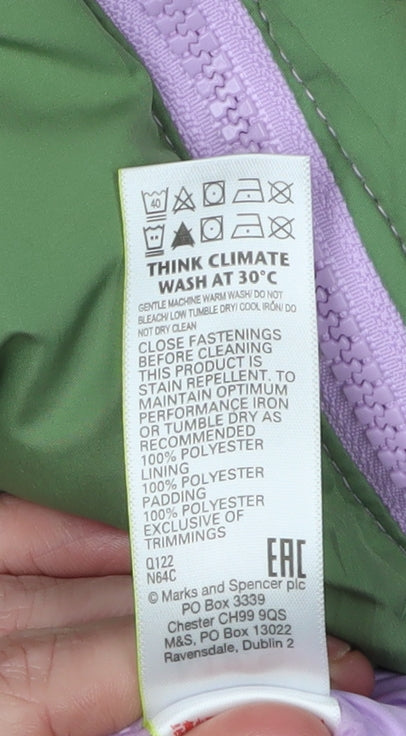 40
THINK CLIMATE
WASH AT 30°C
GENTLE MACHINE WARM WASH/ DO NOT
BLEACH/ LOW TUMBLE DRY/ COOL IRON/ DO
NOT DRY CLEAN
CLOSE FASTENINGS
BEFORE CLEANING
THIS PRODUCT IS
STAIN REPELLENT. TO
MAINTAIN OPTIMUM
PERFORMANCE IRON
OR TUMBLE DRY AS
RECOMMENDED
100% POLYESTER
LINING
100% POLYESTER
PADDING
100% POLYESTER
EXCLUSIVE OF
TRIMMINGS
Q122
N64C
EAC
© Marks and Spencer plc
PO Box 3339
Chester CH99 9QS
M&S, PO Box 13022
Ravensdale, Dublin 2